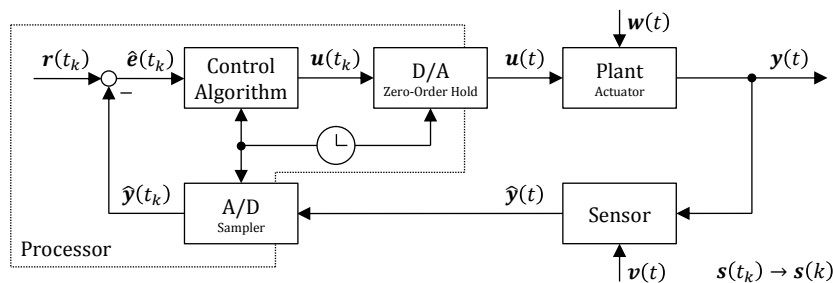 w(t)
r(t_k)
ê(t_k)
Control
Algorithm
u(t_k)
D/A
Zero-Order Hold
u(t)
Plant
Actuator
y(t)
−
ŷ(t_k)
A/D
Sampler
ŷ(t)
Sensor
Processor
v(t)
s(t_k) → s(k)